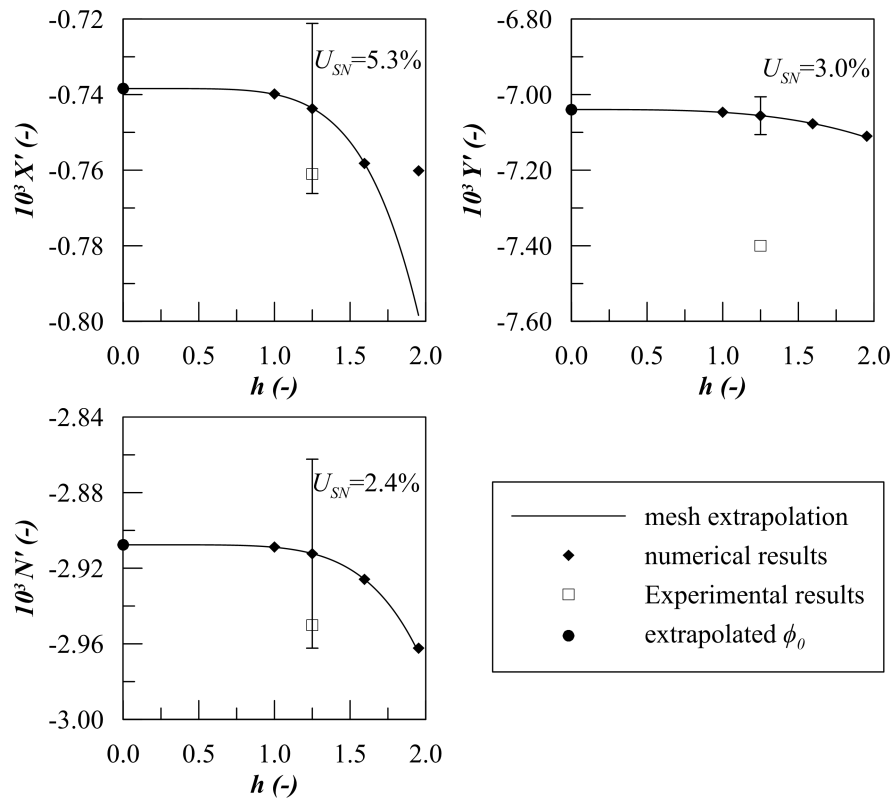 -0.72
-0.74
-0.76
-0.78
-0.80
10³ X' (-)
U_SN=5.3%
0.0 0.5 1.0 1.5 2.0
h (-)
-6.80
-7.00
-7.20
-7.40
-7.60
10³ Y' (-)
U_SN=3.0%
0.0 0.5 1.0 1.5 2.0
h (-)
-2.84
-2.88
-2.92
-2.96
-3.00
10³ N' (-)
U_SN=2.4%
0.0 0.5 1.0 1.5 2.0
h (-)
mesh extrapolation
numerical results
Experimental results
extrapolated ϕ₀